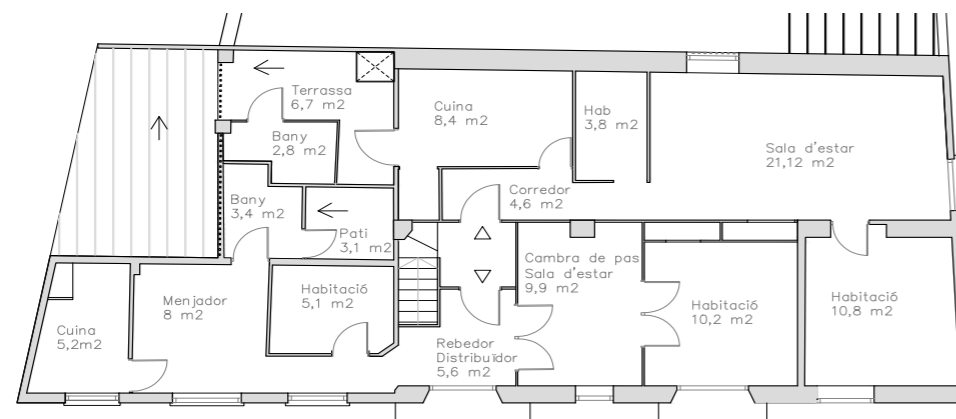 Terrassa
6,7 m2
Cuina
8,4 m2
Hab
3,8 m2
Bany
2,8 m2
Sala d'estar
21,12 m2
Corredor
4,6 m2
Bany
3,4 m2
Pati
3,1 m2
Cambra de pas
Sala d'estar
9,9 m2
Habitació
5,1 m2
Menjador
8 m2
Habitació
10,2 m2
Habitació
10,8 m2
Cuina
5,2m2
Rebedor
Distribuïdor
5,6 m2